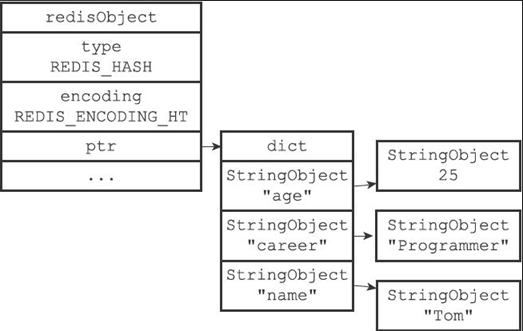 redisObject
type
REDIS_HASH
encoding
REDIS_ENCODING_HT
ptr
...
dict
StringObject
"age"
StringObject
"career"
StringObject
"name"
StringObject
25
StringObject
"Programmer"
StringObject
"Tom"